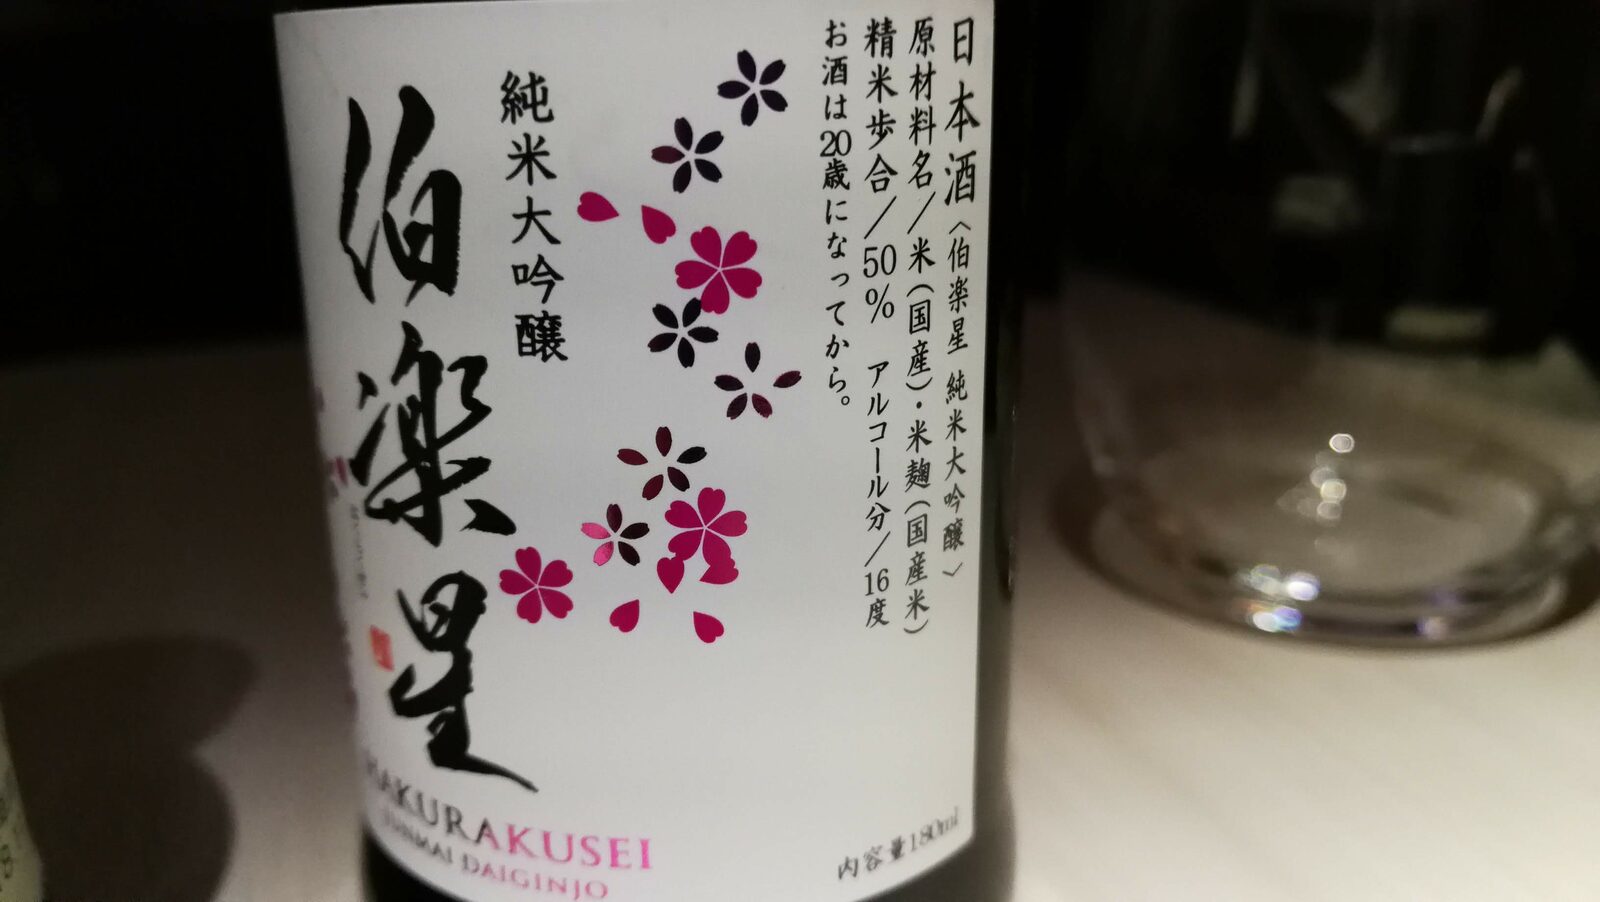 日本酒〈伯楽星 純米大吟醸〉
原材料名／米(国産)・米麹(国産米)
精米歩合／50% アルコール分／16度
お酒は20歳になってから。
純米大吟醸
伯楽星
HAKURAKUSEI
JUNMAI DAIGINJO
内容量180ml